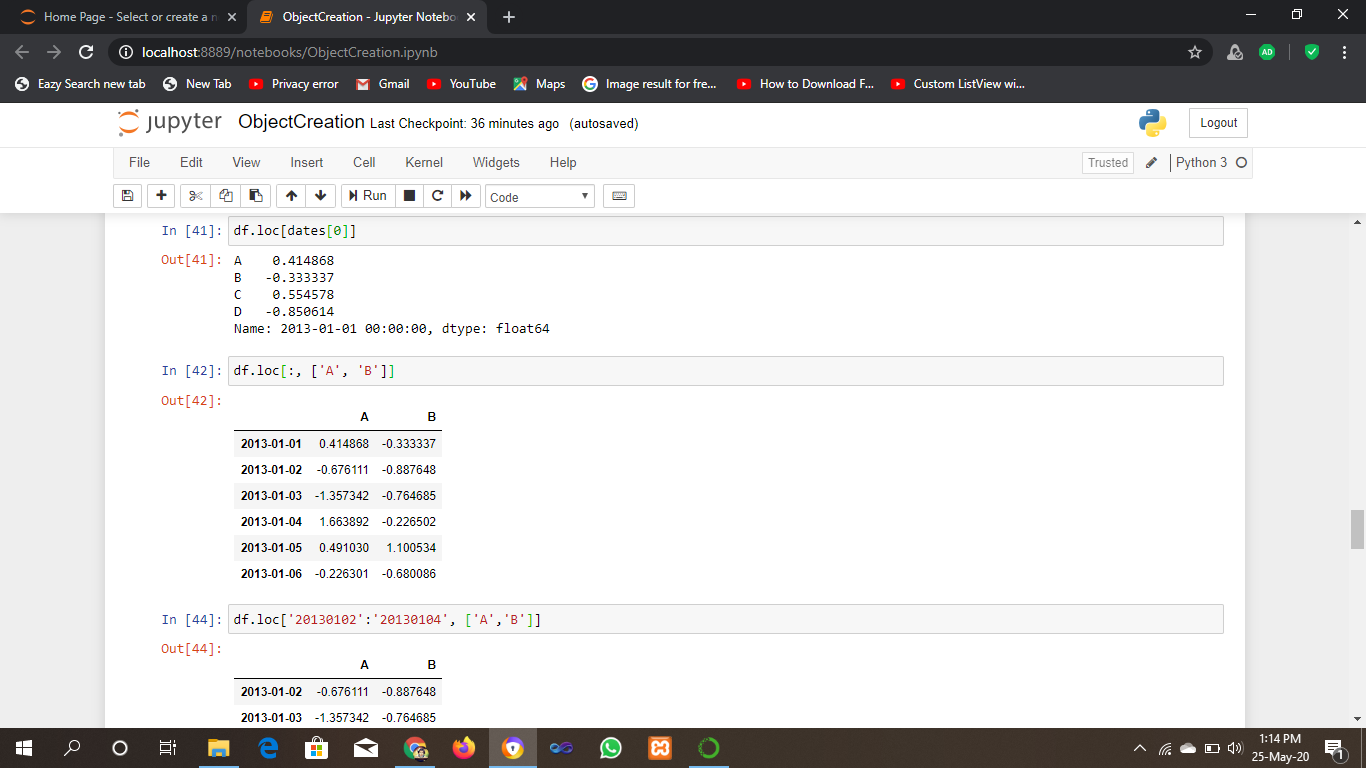 Home Page - Select or create a n
ObjectCreation - Jupyter Notebo
localhost:8889/notebooks/ObjectCreation.ipynb
AD
Eazy Search new tab
New Tab
Privacy error
Gmail
YouTube
Maps
Image result for fre...
How to Download F...
Custom ListView wi...
jupyter ObjectCreation Last Checkpoint: 36 minutes ago (autosaved)
Logout
File Edit View Insert Cell Kernel Widgets Help
Trusted
Python 3
Run
Code
In [41]: df.loc[dates[0]]
Out[41]: A 0.414868
B -0.333337
C 0.554578
D -0.850614
Name: 2013-01-01 00:00:00, dtype: float64
In [42]: df.loc[:, ['A', 'B']]
Out[42]:
A B
2013-01-01 0.414868 -0.333337
2013-01-02 -0.676111 -0.887648
2013-01-03 -1.357342 -0.764685
2013-01-04 1.663892 -0.226502
2013-01-05 0.491030 1.100534
2013-01-06 -0.226301 -0.680086
In [44]: df.loc['20130102':'20130104', ['A','B']]
Out[44]:
A B
2013-01-02 -0.676111 -0.887648
2013-01-03 -1.357342 -0.764685
1:14 PM
25-May-20
1